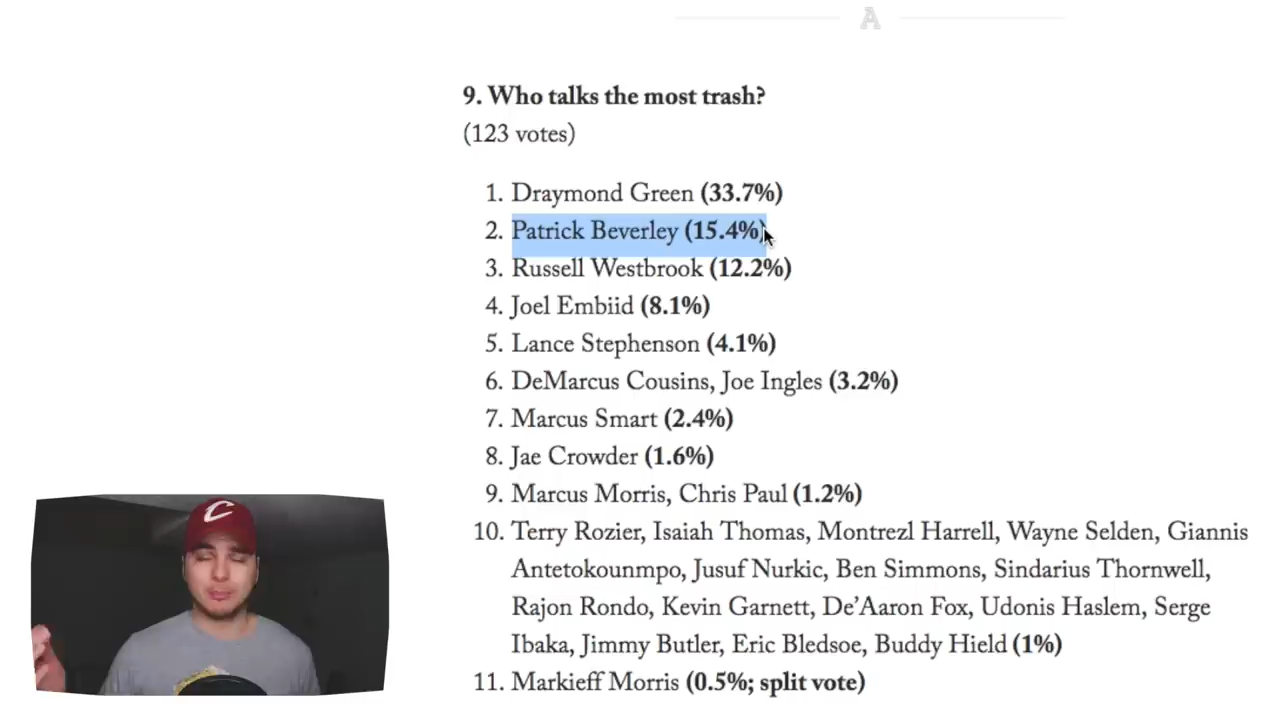 A
9. Who talks the most trash?
(123 votes)
1. Draymond Green (33.7%)
2. Patrick Beverley (15.4%)
3. Russell Westbrook (12.2%)
4. Joel Embiid (8.1%)
5. Lance Stephenson (4.1%)
6. DeMarcus Cousins, Joe Ingles (3.2%)
7. Marcus Smart (2.4%)
8. Jae Crowder (1.6%)
9. Marcus Morris, Chris Paul (1.2%)
10. Terry Rozier, Isaiah Thomas, Montrezl Harrell, Wayne Selden, Giannis
Antetokounmpo, Jusuf Nurkic, Ben Simmons, Sindarius Thornwell,
Rajon Rondo, Kevin Garnett, De’Aaron Fox, Udonis Haslem, Serge
Ibaka, Jimmy Butler, Eric Bledsoe, Buddy Hield (1%)
11. Markieff Morris (0.5%; split vote)
C